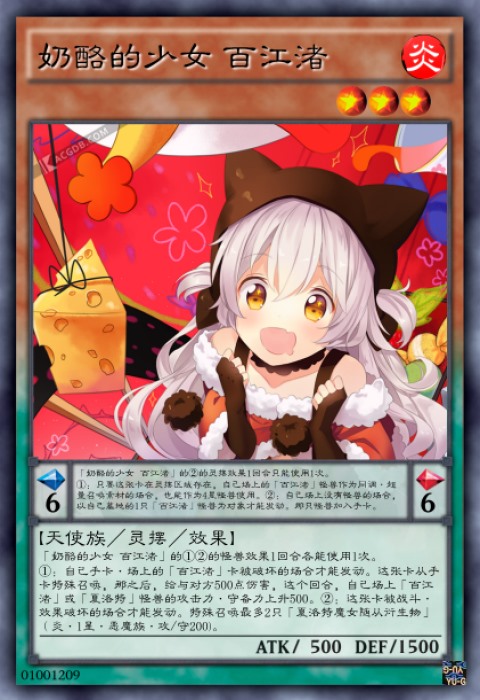 奶酪的少女 百江渚
炎
KACGDB.COM
「奶酪的少女 百江渚」的②的灵摆效果1回合只能使用1次。
①：只要这张卡在灵摆区域存在，自己场上的「百江渚」怪兽作为同调·超
量召唤素材的场合，也能作为4星怪兽使用。②：自己场上没有怪兽的场合，
以自己墓地的1只「百江渚」怪兽为对象才能发动。那只怪兽加入手卡。
6
6
【天使族／灵摆／效果】
「奶酪的少女 百江渚」的①②的怪兽效果1回合各能使用1次。
①：自己手卡·场上的「百江渚」卡被破坏的场合才能发动。这张卡从手
卡特殊召唤，那之后，给与对方500点伤害，这个回合，自己场上「百江
渚」或「夏洛特」怪兽的攻击力·守备力上升500。②：这张卡被战斗·
效果破坏的场合才能发动。特殊召唤最多2只「夏洛特魔女随从衍生物」
（炎·1星·恶魔族·攻/守200）。
ATK/ 500 DEF/1500
01001209
YU-G